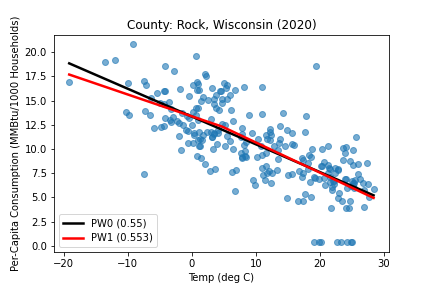 County: Rock, Wisconsin (2020)
Per-Capita Consumption (MMBtu/1000 Households)
20.0
17.5
15.0
12.5
10.0
7.5
5.0
2.5
0.0
PW0 (0.55)
PW1 (0.553)
−20 −10 0 10 20 30
Temp (deg C)